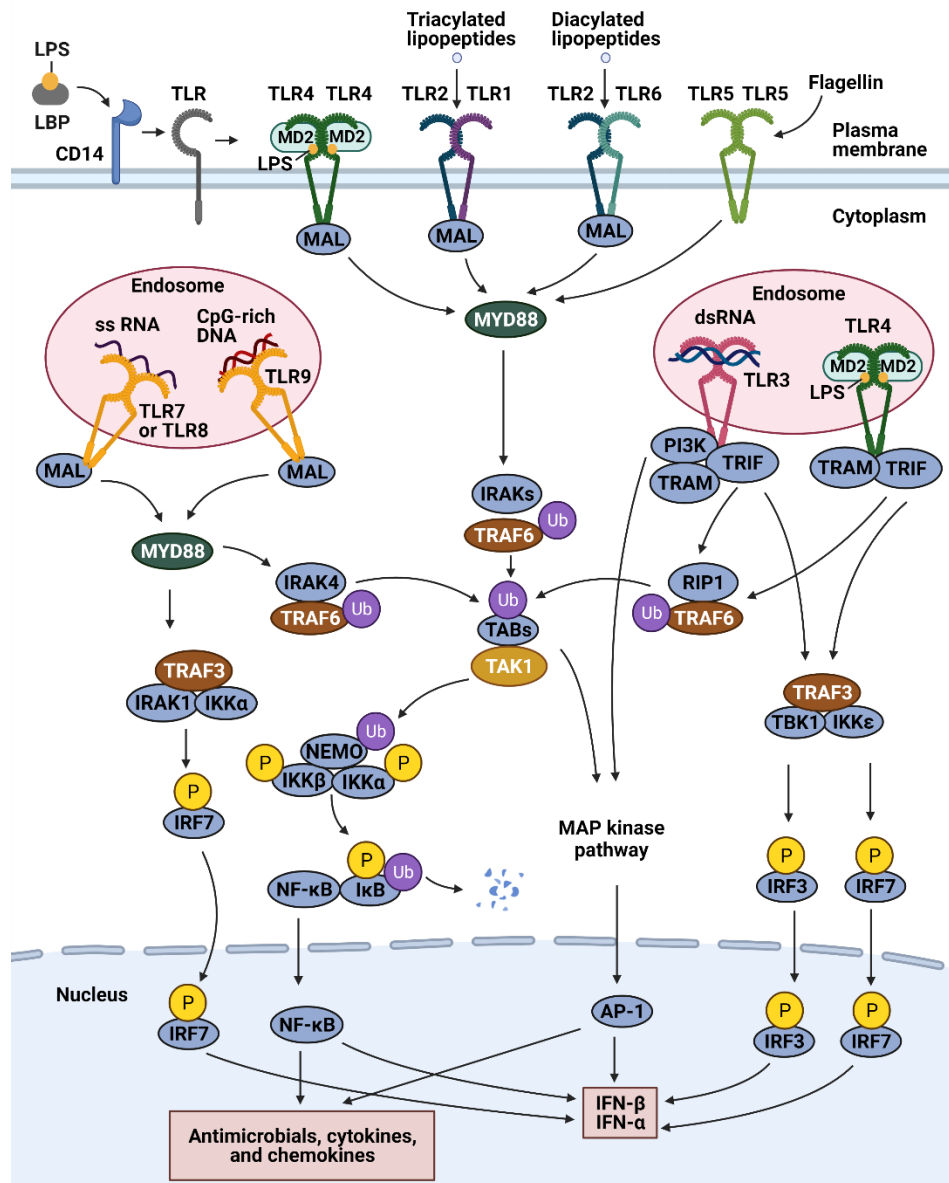 Triacylated
lipopeptides
Diacylated
lipopeptides
LPS
LBP
CD14
TLR
TLR4 TLR4
MD2 MD2
LPS
TLR2 TLR1
TLR2 TLR6
TLR5 TLR5
Flagellin
Plasma
membrane
Cytoplasm
MAL
MAL
MAL
MYD88
Endosome
ss RNA
CpG-rich
DNA
TLR9
TLR7
or TLR8
MAL
MAL
Endosome
dsRNA
TLR3
TLR4
MD2 MD2
LPS
PI3K
TRIF
TRAM
TRAM
TRIF
IRAKs
TRAF6
Ub
MYD88
IRAK4
TRAF6
Ub
Ub
TABs
TAK1
RIP1
Ub
TRAF6
TRAF3
IRAK1
IKKα
TRAF3
TBK1
IKKε
Ub
NEMO
P
P
IKKβ
IKKα
P
IRF7
MAP kinase
pathway
P
Ub
NF-κB
IκB
P
IRF3
P
IRF7
Nucleus
P
IRF7
NF-κB
AP-1
P
IRF3
P
IRF7
IFN-β
IFN-α
Antimicrobials, cytokines,
and chemokines